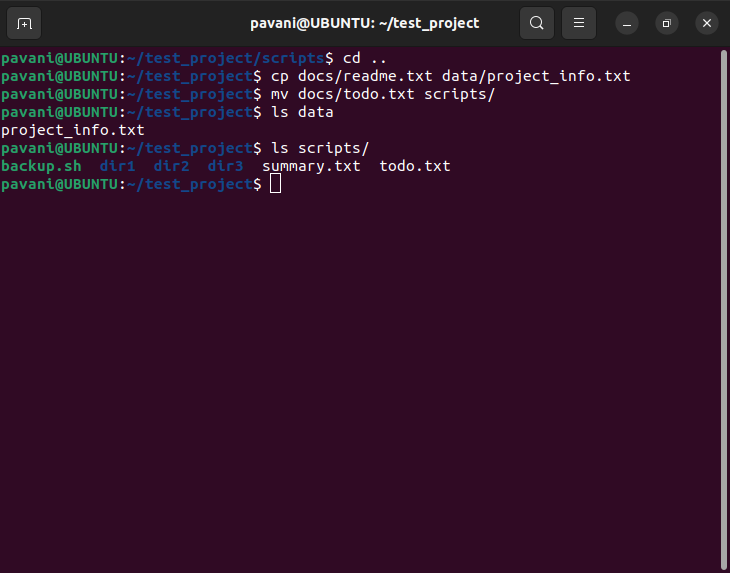 pavani@UBUNTU: ~/test_project
pavani@UBUNTU:~/test_project/scripts$ cd ..
pavani@UBUNTU:~/test_project$ cp docs/readme.txt data/project_info.txt
pavani@UBUNTU:~/test_project$ mv docs/todo.txt scripts/
pavani@UBUNTU:~/test_project$ ls data
project_info.txt
pavani@UBUNTU:~/test_project$ ls scripts/
backup.sh  dir1  dir2  dir3  summary.txt  todo.txt
pavani@UBUNTU:~/test_project$